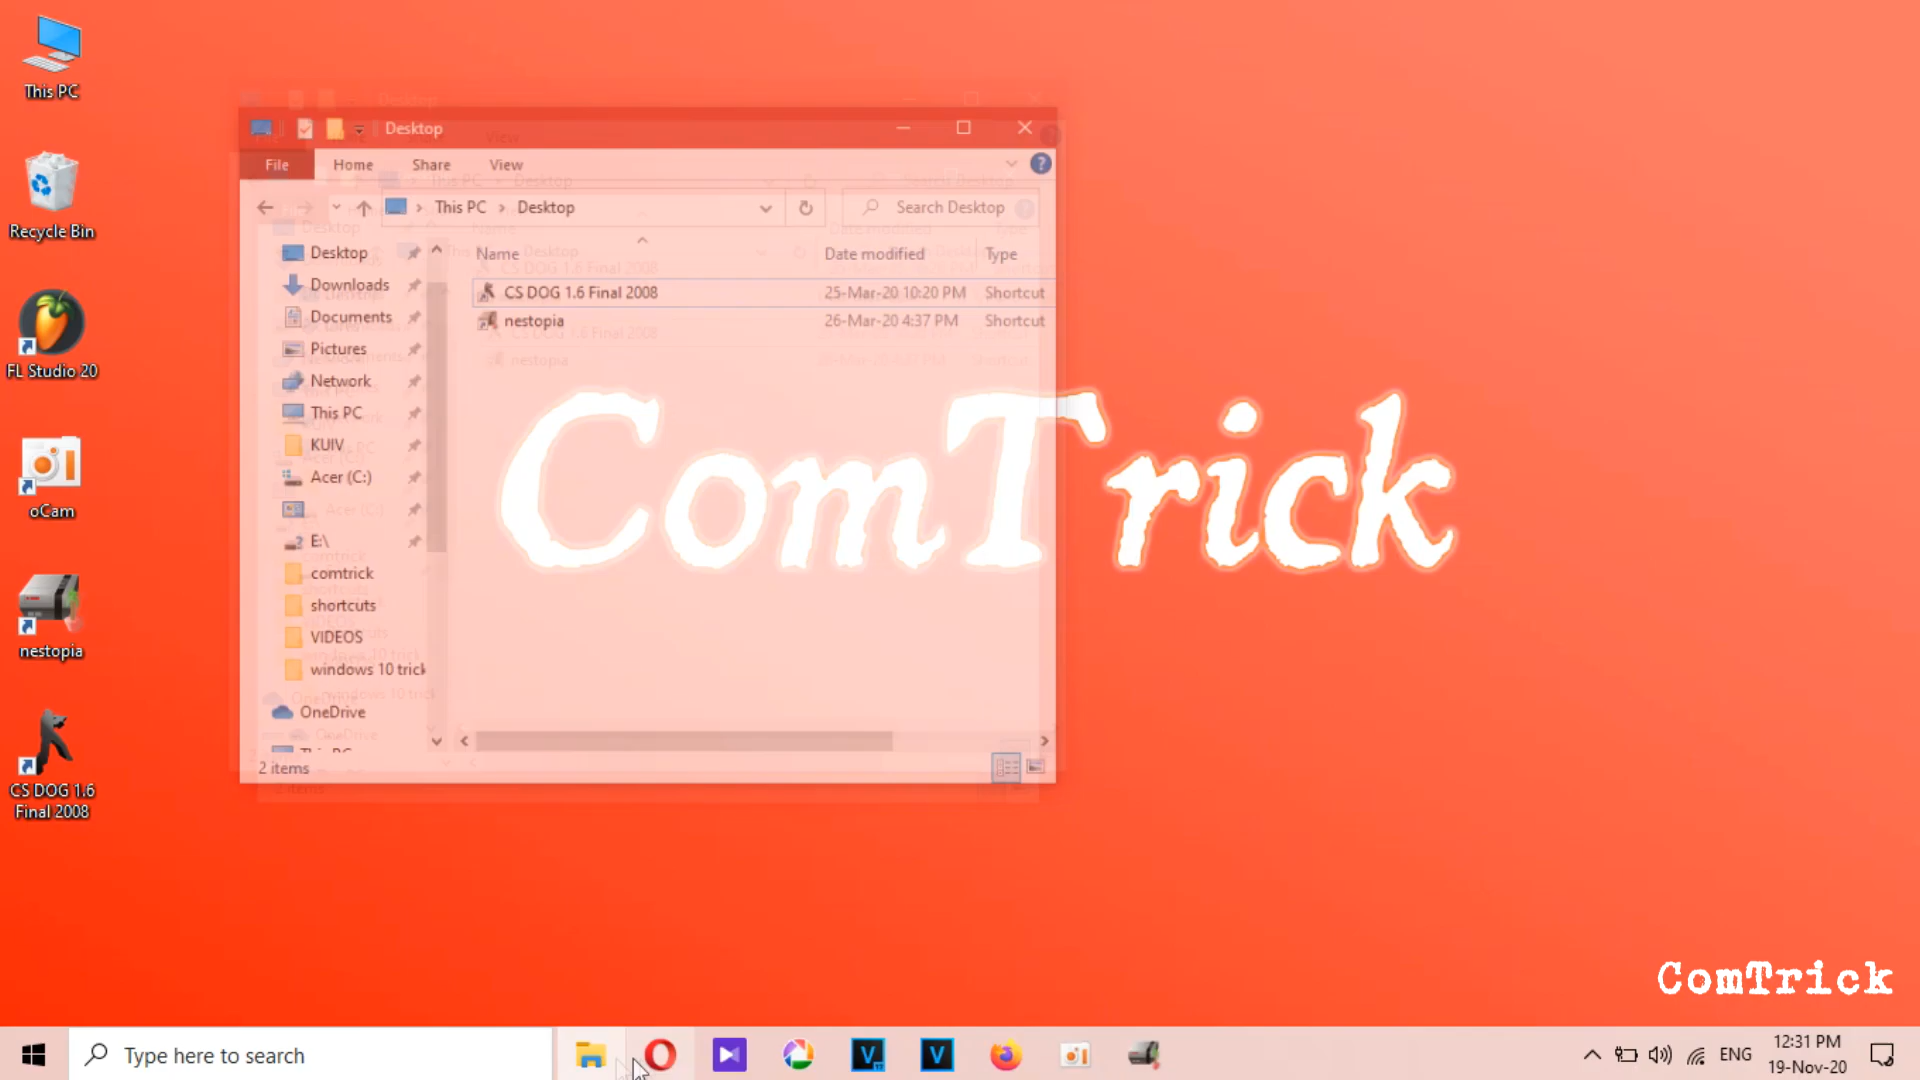 This PC
Recycle Bin
FL Studio 20
oCam
nestopia
CS DOG 1.6
Final 2008
Desktop
File Home Share View
This PC Desktop
Search Desktop
Desktop
Downloads
Documents
Pictures
Network
This PC
KUIV
Acer (C:)
Acer (C:)
E:\
comtrick
shortcuts
VIDEOS
windows 10 trick
OneDrive
This PC
Name Date modified Type
CS DOG 1.6 Final 2008 25-Mar-20 10:20 PM Shortcut
nestopia 26-Mar-20 4:37 PM Shortcut
2 items
ComTrick
ComTrick
Type here to search
ENG
12:31 PM
19-Nov-20